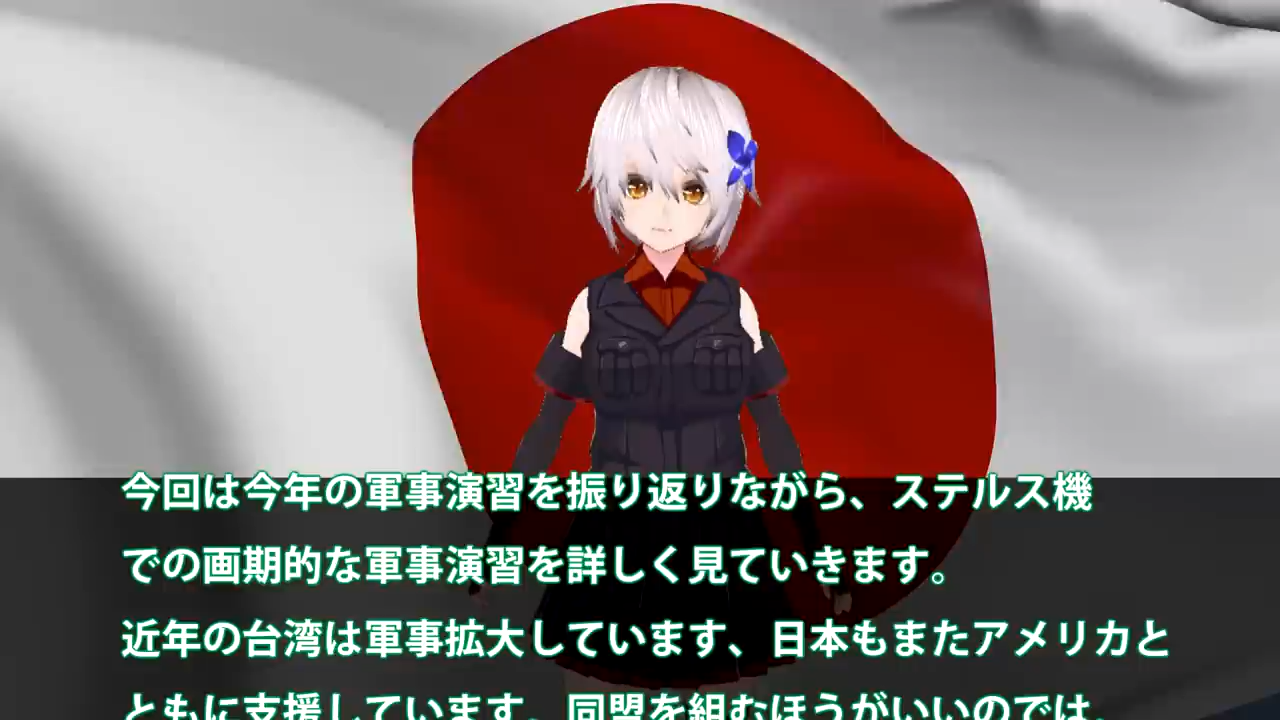 今回は今年の軍事演習を振り返りながら、ステルス機
での画期的な軍事演習を詳しく見ていきます。
近年の台湾は軍事拡大しています、日本もまたアメリカと
ともに支援しています。同盟を組むほうがいいのでは、